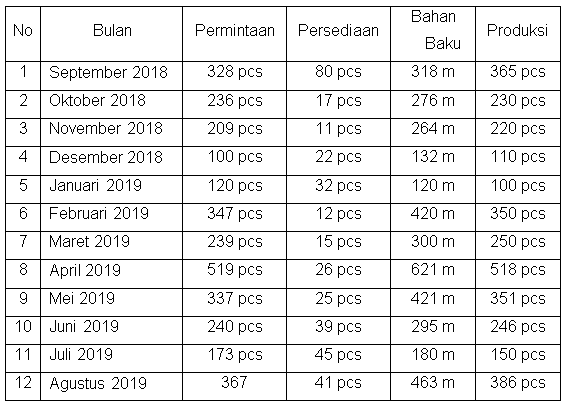 No Bulan Permintaan Persediaan Bahan Baku Produksi
1 September 2018 328 pcs 80 pcs 318 m 365 pcs
2 Oktober 2018 236 pcs 17 pcs 276 m 230 pcs
3 November 2018 209 pcs 11 pcs 264 m 220 pcs
4 Desember 2018 100 pcs 22 pcs 132 m 110 pcs
5 Januari 2019 120 pcs 32 pcs 120 m 100 pcs
6 Februari 2019 347 pcs 12 pcs 420 m 350 pcs
7 Maret 2019 239 pcs 15 pcs 300 m 250 pcs
8 April 2019 519 pcs 26 pcs 621 m 518 pcs
9 Mei 2019 337 pcs 25 pcs 421 m 351 pcs
10 Juni 2019 240 pcs 39 pcs 295 m 246 pcs
11 Juli 2019 173 pcs 45 pcs 180 m 150 pcs
12 Agustus 2019 367 41 pcs 463 m 386 pcs